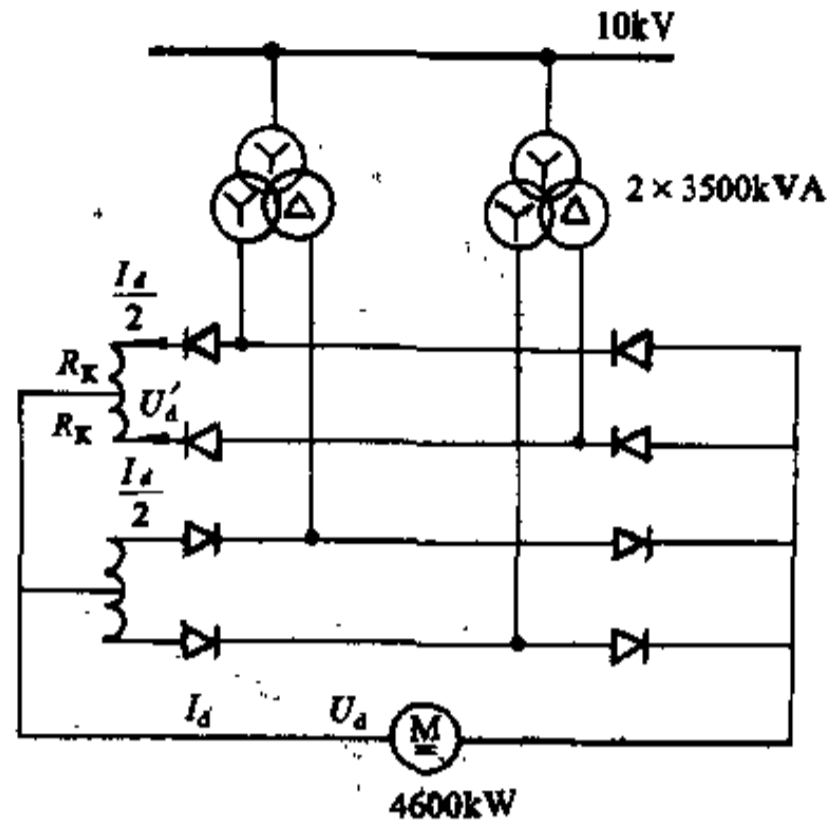 10kV
Y
Y Δ
Y
Y Δ
2 × 3500kVA
I_d/2
R_K
U'_d
R_K
I_d/2
I_d
U_d
M
4600kW